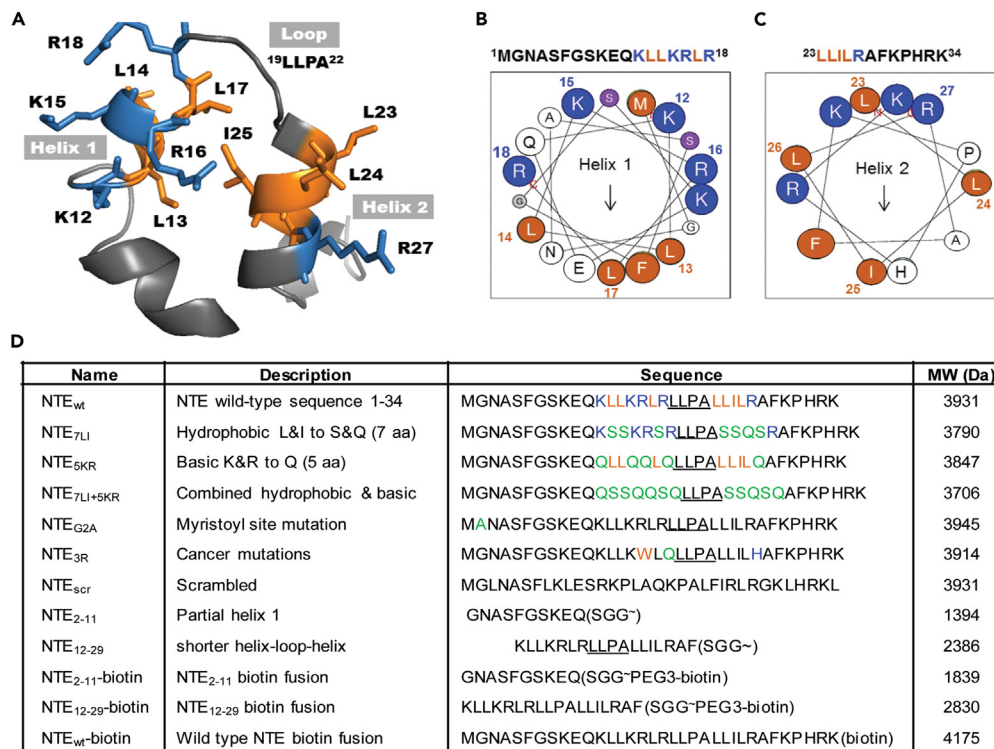 A
R18
Loop
¹⁹LLPA²²
L14
L17
K15
L23
Helix 1
I25
R16
L24
K12
L13
Helix 2
R27
B
¹MGNASFGSKEQKLLKRLR¹⁸
15
K
S
M
12
K
A
S
Q
16
R
18
R
Helix 1
K
G
G
L
14
N
L
13
E
L
F
17
C
²³LLILRAFKPHRK³⁴
23
K
L
K
27
R
26
L
P
Helix 2
R
L
24
F
A
I
H
25
D
Name Description Sequence MW (Da)
NTEwt NTE wild-type sequence 1-34 MGNASFGSKEQKLLKRLRLLPALLILRAFKPHRK 3931
NTE7LI Hydrophobic L&I to S&Q (7 aa) MGNASFGSKEQKSSKRSRLLPASSQSRAFKPHRK 3790
NTE5KR Basic K&R to Q (5 aa) MGNASFGSKEQQLLQQLQLLPALLILQAFKPHRK 3847
NTE7LI+5KR Combined hydrophobic & basic MGNASFGSKEQQSSQQSQLLPASSQSQAFKPHRK 3706
NTEG2A Myristoyl site mutation MANASFGSKEQKLLKRLRLLPALLILRAFKPHRK 3945
NTE3R Cancer mutations MGNASFGSKEQKLLKWLQLLPALLILHAFKPHRK 3914
NTEscr Scrambled MGLNASFLKLESRKPLAQKPALFIRLRGKLHRKL 3931
NTE2-11 Partial helix 1 GNASFGSKEQ(SGG~) 1394
NTE12-29 shorter helix-loop-helix KLLKRLRLLPALLILRAF(SGG~) 2386
NTE2-11-biotin NTE2-11 biotin fusion GNASFGSKEQ(SGG~PEG3-biotin) 1839
NTE12-29-biotin NTE12-29 biotin fusion KLLKRLRLLPALLILRAF(SGG~PEG3-biotin) 2830
NTEwt-biotin Wild type NTE biotin fusion MGNASFGSKEQKLLKRLRLLPALLILRAFKPHRK(biotin) 4175